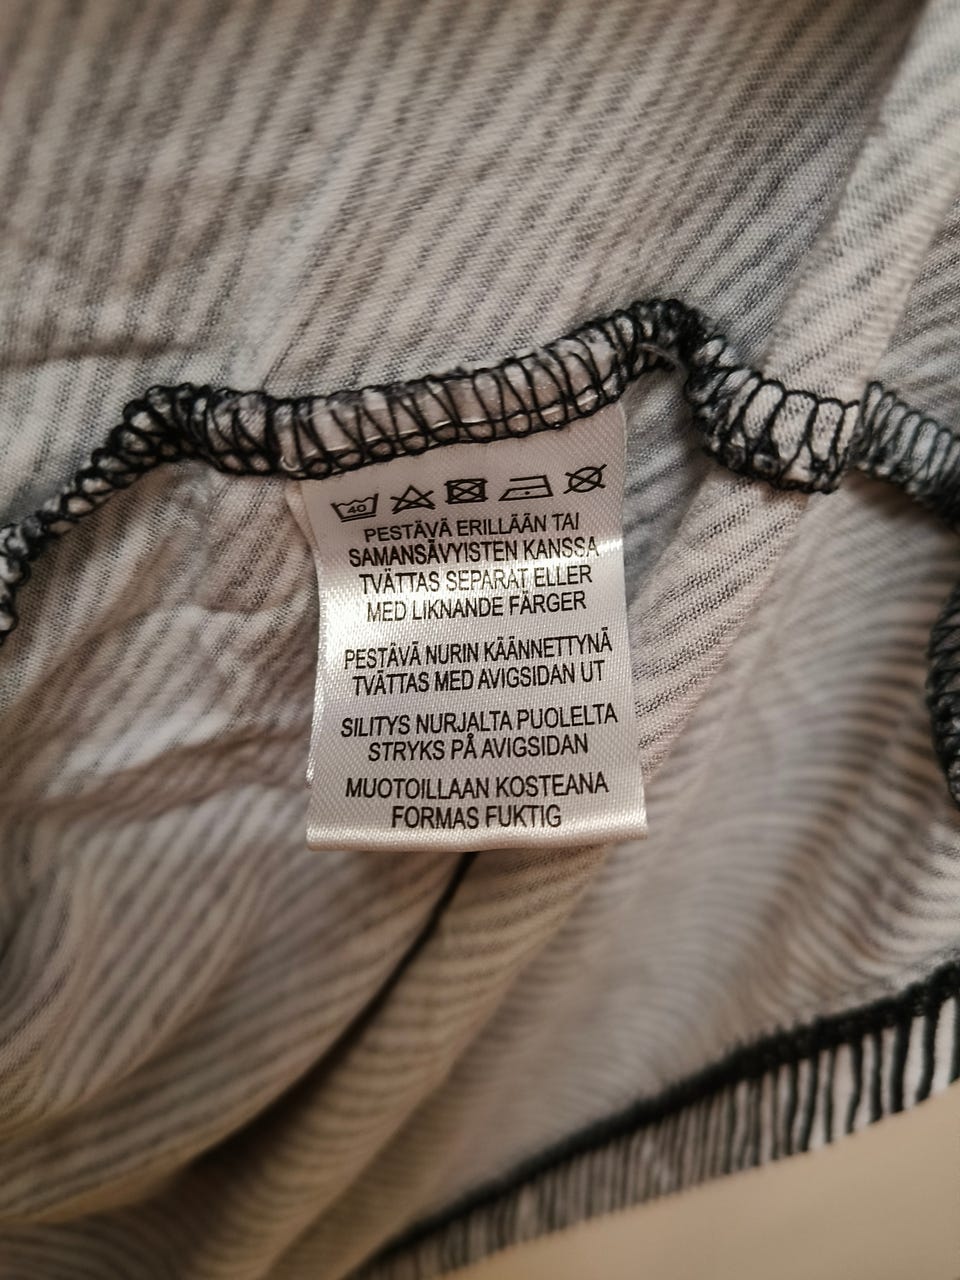 40
PESTÄVÄ ERILLÄÄN TAI
SAMANSÄVYISTEN KANSSA
TVÄTTAS SEPARAT ELLER
MED LIKNANDE FÄRGER
PESTÄVÄ NURIN KÄÄNNETTYNÄ
TVÄTTAS MED AVIGSIDAN UT
SILITYS NURJALTA PUOLELTA
STRYKS PÅ AVIGSIDAN
MUOTOILLAAN KOSTEANA
FORMAS FUKTIG